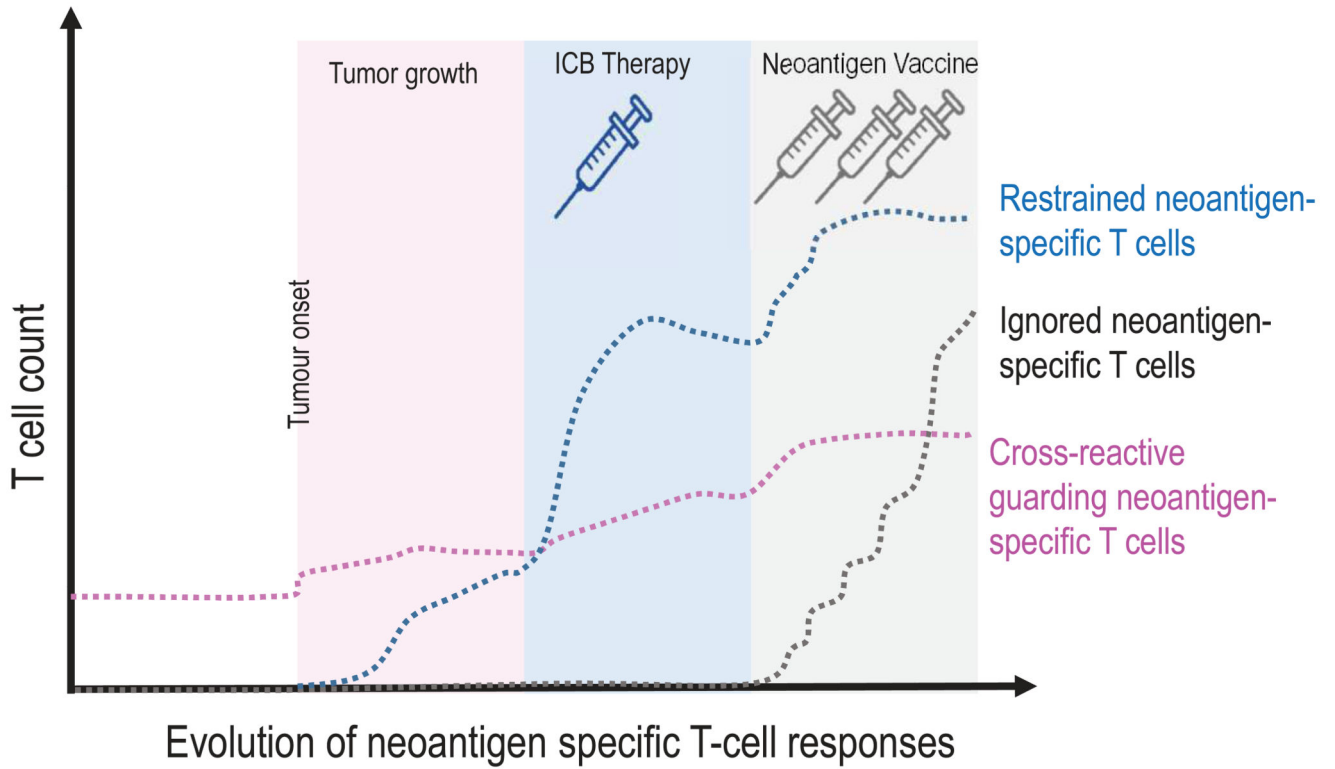 Tumor growth
ICB Therapy
Neoantigen Vaccine
Restrained neoantigen-
specific T cells
Ignored neoantigen-
specific T cells
Cross-reactive
guarding neoantigen-
specific T cells
Tumour onset
T cell count
Evolution of neoantigen specific T-cell responses